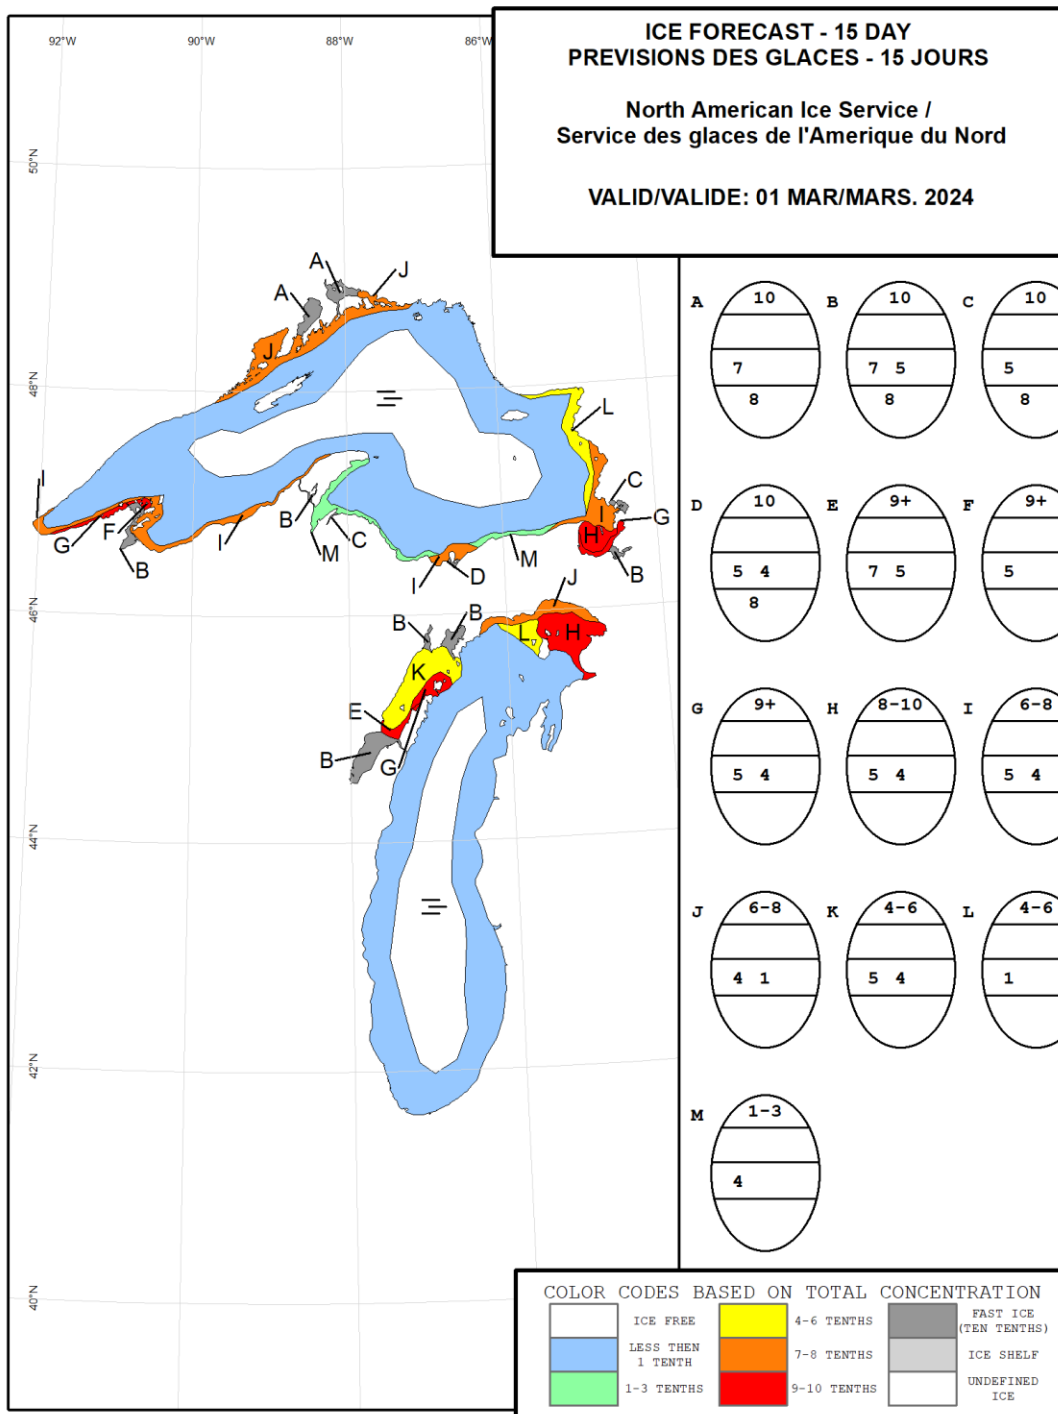 ICE FORECAST - 15 DAY
PREVISIONS DES GLACES - 15 JOURS
North American Ice Service /
Service des glaces de l'Amerique du Nord
VALID/VALIDE: 01 MAR/MARS. 2024
92°W 90°W 88°W 86°W
50°N
48°N
46°N
44°N
42°N
40°N
A
J
A
J
L
I
C
B
I
G
G
F
H
I
B
M
C
M
B
B
I
D
J
B
B
L
H
K
E
B
G
A 10 B 10 C 10
7 7 5 5
8 8 8
D 10 E 9+ F 9+
5 4 7 5 5
8
G 9+ H 8-10 I 6-8
5 4 5 4 5 4
J 6-8 K 4-6 L 4-6
4 1 5 4 1
M 1-3
4
COLOR CODES BASED ON TOTAL CONCENTRATION
ICE FREE 4-6 TENTHS FAST ICE
(TEN TENTHS)
LESS THEN
1 TENTH 7-8 TENTHS ICE SHELF
1-3 TENTHS 9-10 TENTHS UNDEFINED
ICE